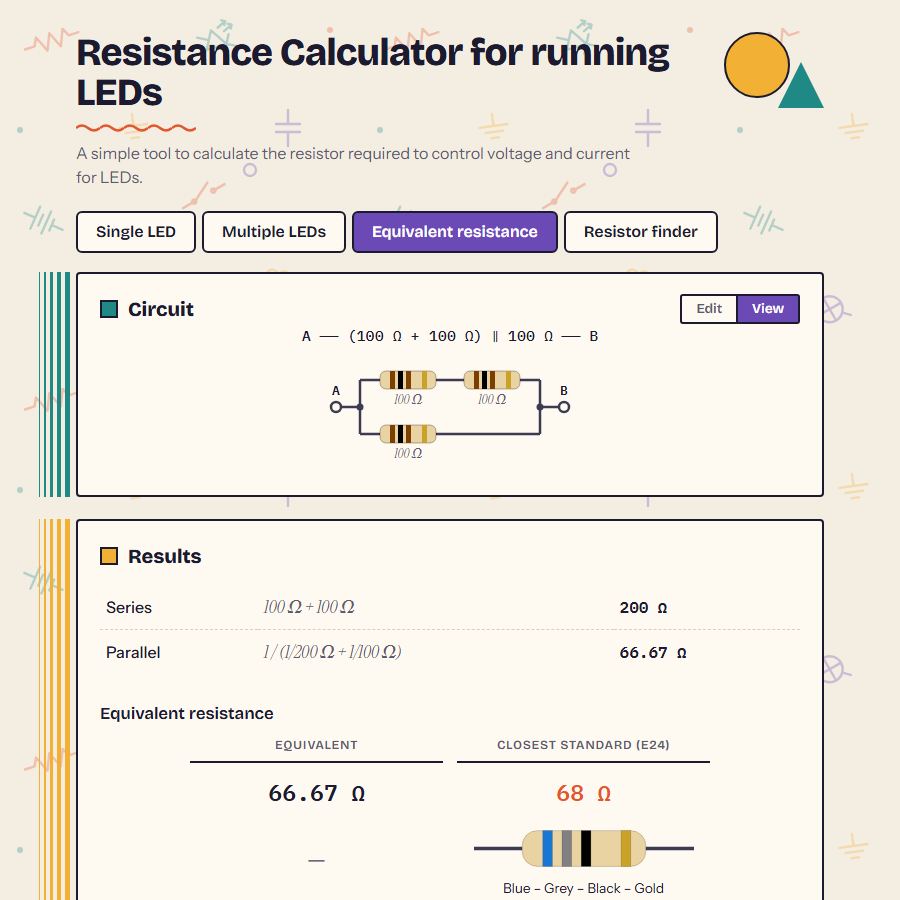 Resistance Calculator for running
LEDs
A simple tool to calculate the resistor required to control voltage and current
for LEDs.
Single LED
Multiple LEDs
Equivalent resistance
Resistor finder
Circuit
Edit
View
A — (100 Ω + 100 Ω) ∥ 100 Ω — B
A
B
100 Ω
100 Ω
100 Ω
Results
Series 100 Ω + 100 Ω 200 Ω
Parallel 1 / (1/200 Ω + 1/100 Ω) 66.67 Ω
Equivalent resistance
EQUIVALENT
CLOSEST STANDARD (E24)
66.67 Ω
68 Ω
—
Blue – Grey – Black – Gold